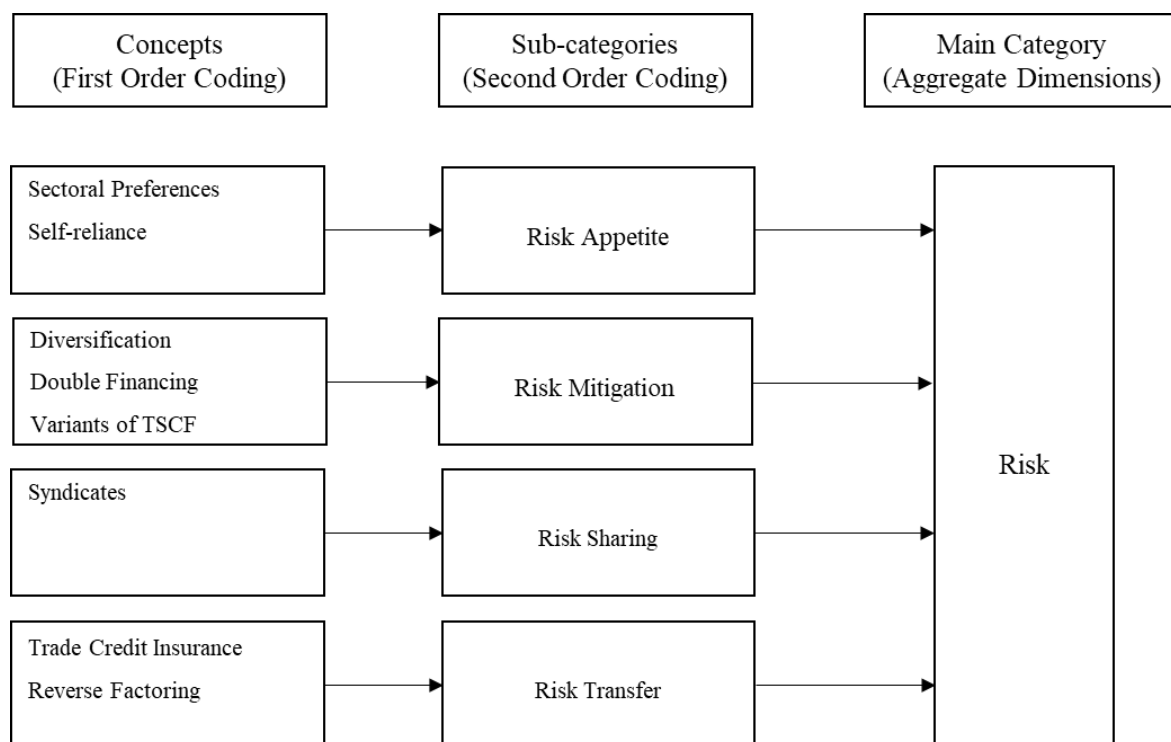 Concepts
(First Order Coding)
Sub-categories
(Second Order Coding)
Main Category
(Aggregate Dimensions)
Sectoral Preferences
Self-reliance
Risk Appetite
Diversification
Double Financing
Variants of TSCF
Risk Mitigation
Syndicates
Risk Sharing
Trade Credit Insurance
Reverse Factoring
Risk Transfer
Risk